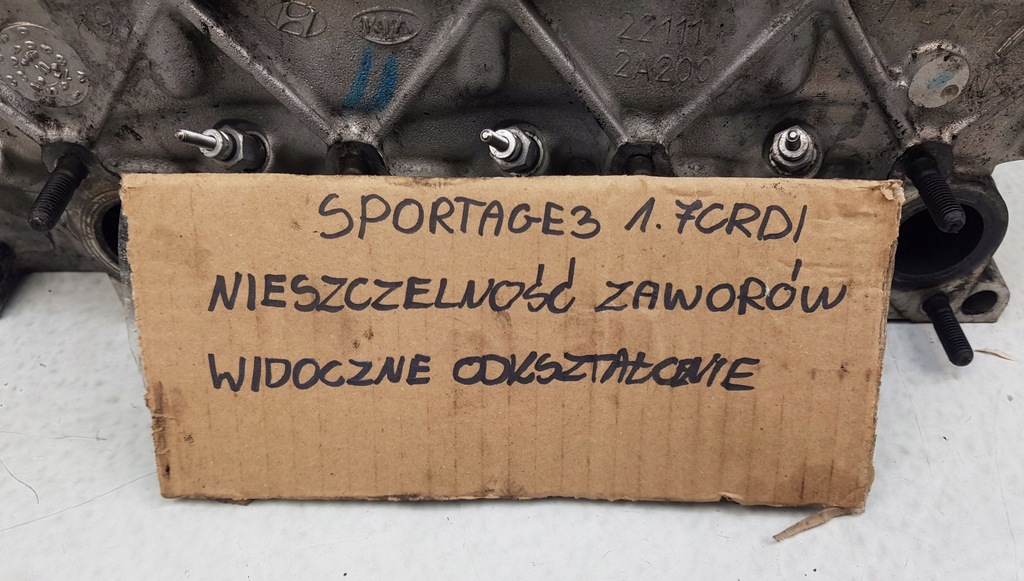 22111
2A200
SPORTAGE3 1.7CRDI
NIESZCZELNOŚĆ ZAWORÓW
WIDOCZNE ODKSZTAŁCENIE